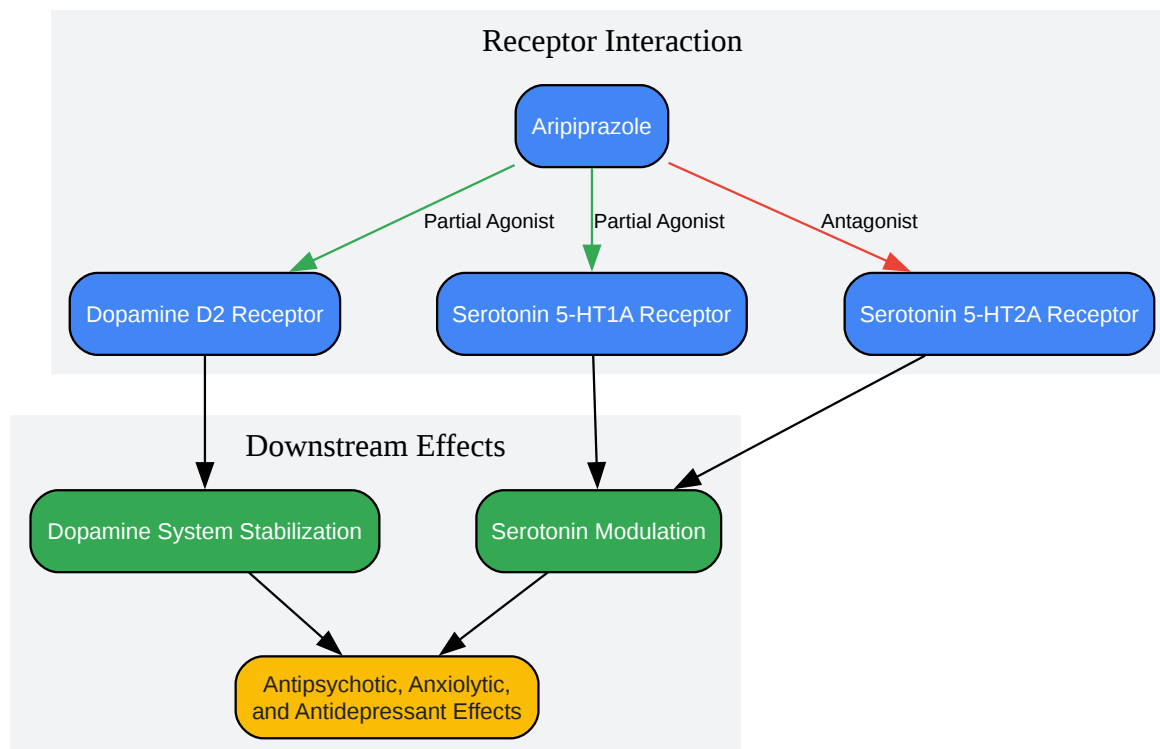 Receptor Interaction
Aripiprazole
Partial Agonist
Partial Agonist
Antagonist
Dopamine D2 Receptor
Serotonin 5-HT1A Receptor
Serotonin 5-HT2A Receptor
Downstream Effects
Dopamine System Stabilization
Serotonin Modulation
Antipsychotic, Anxiolytic,
and Antidepressant Effects